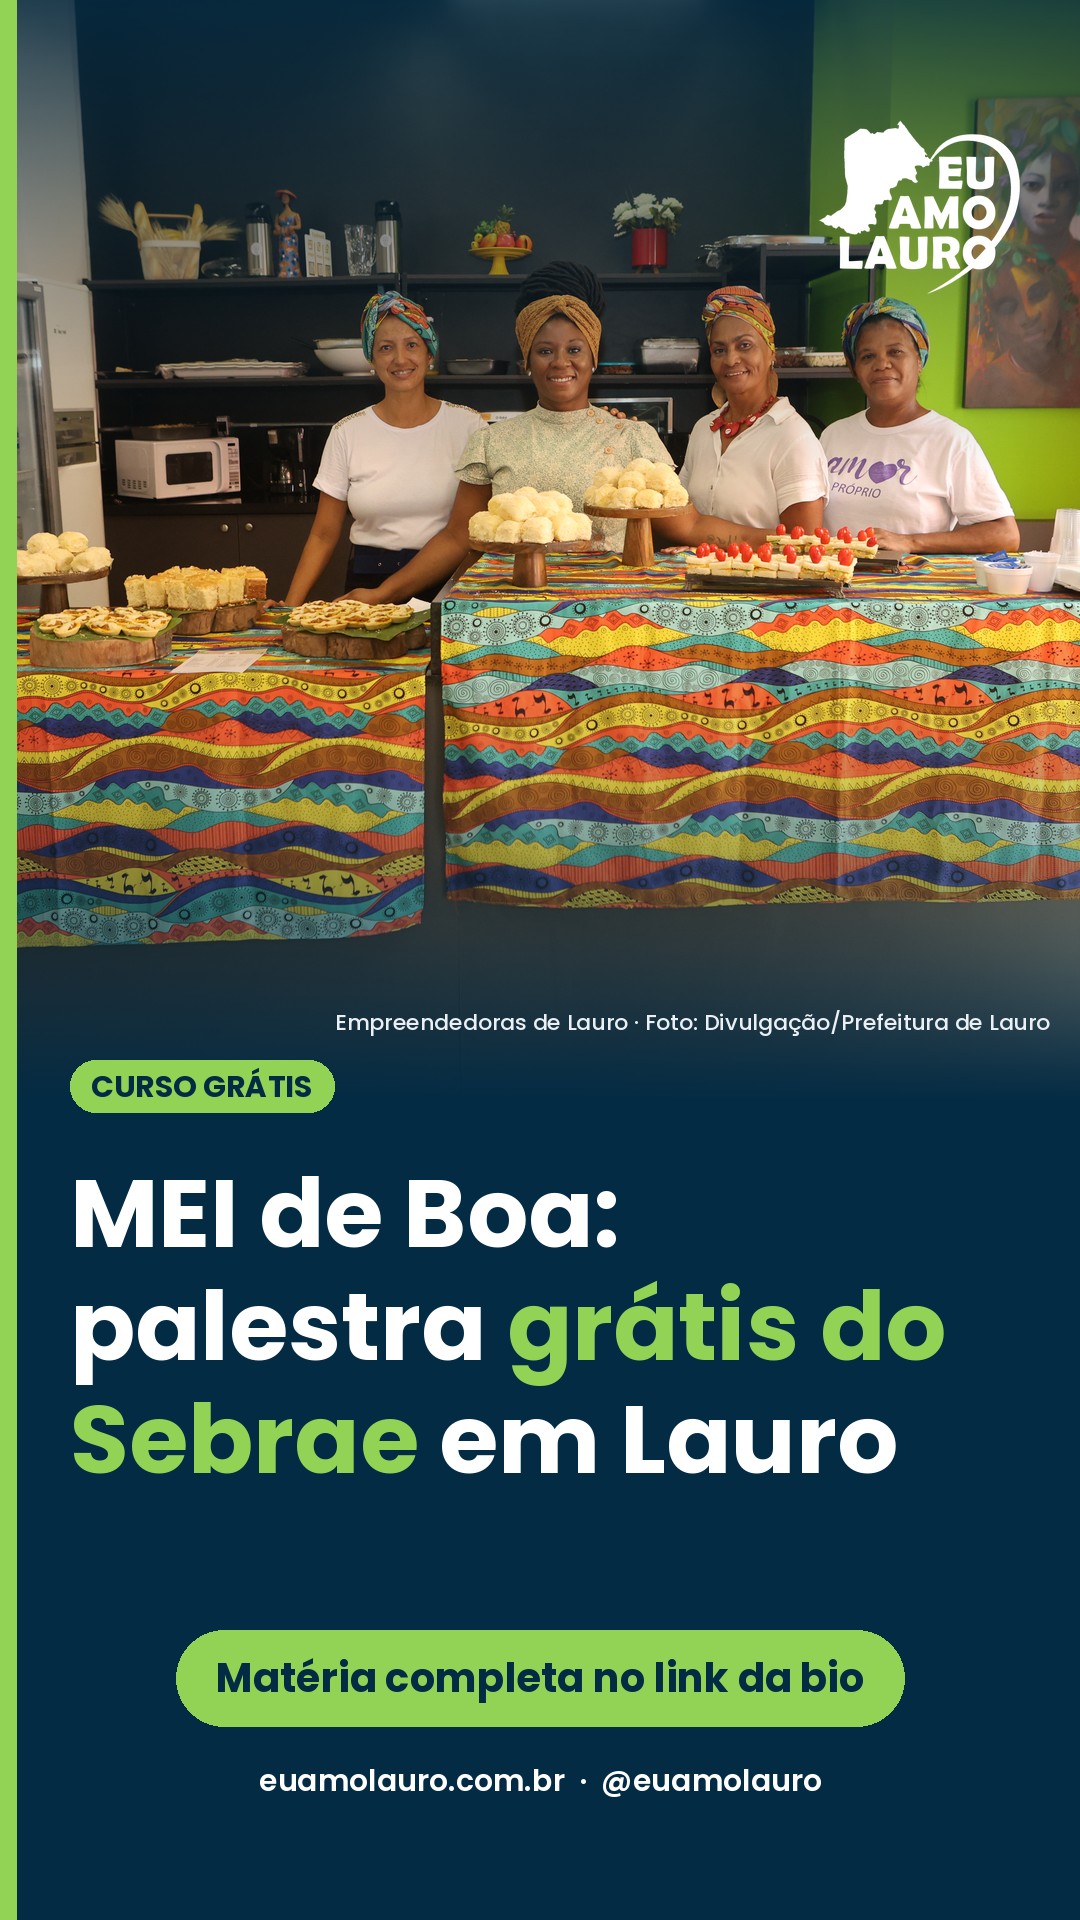 EU
AMO
LAURO
amor
PRÓPRIO
Empreendedoras de Lauro · Foto: Divulgação/Prefeitura de Lauro
CURSO GRÁTIS
MEI de Boa:
palestra grátis do
Sebrae em Lauro
Matéria completa no link da bio
euamolauro.com.br · @euamolauro